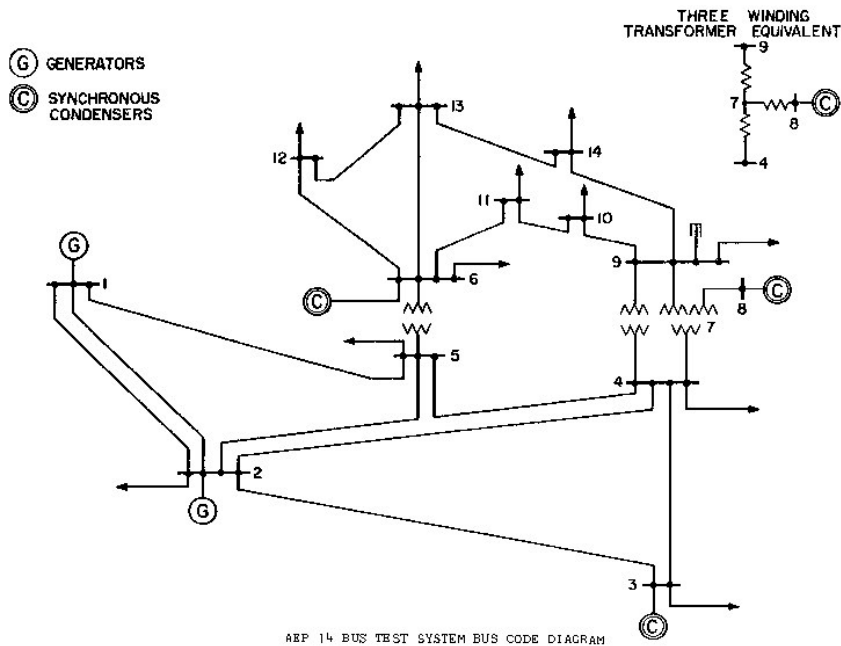 THREE WINDING
TRANSFORMER EQUIVALENT
9
7
8
C
4
G GENERATORS
C SYNCHRONOUS
CONDENSERS
13
14
12
11
10
9
6
G
1
C
8
C
7
5
4
2
G
3
C
AEP 14 BUS TEST SYSTEM BUS CODE DIAGRAM